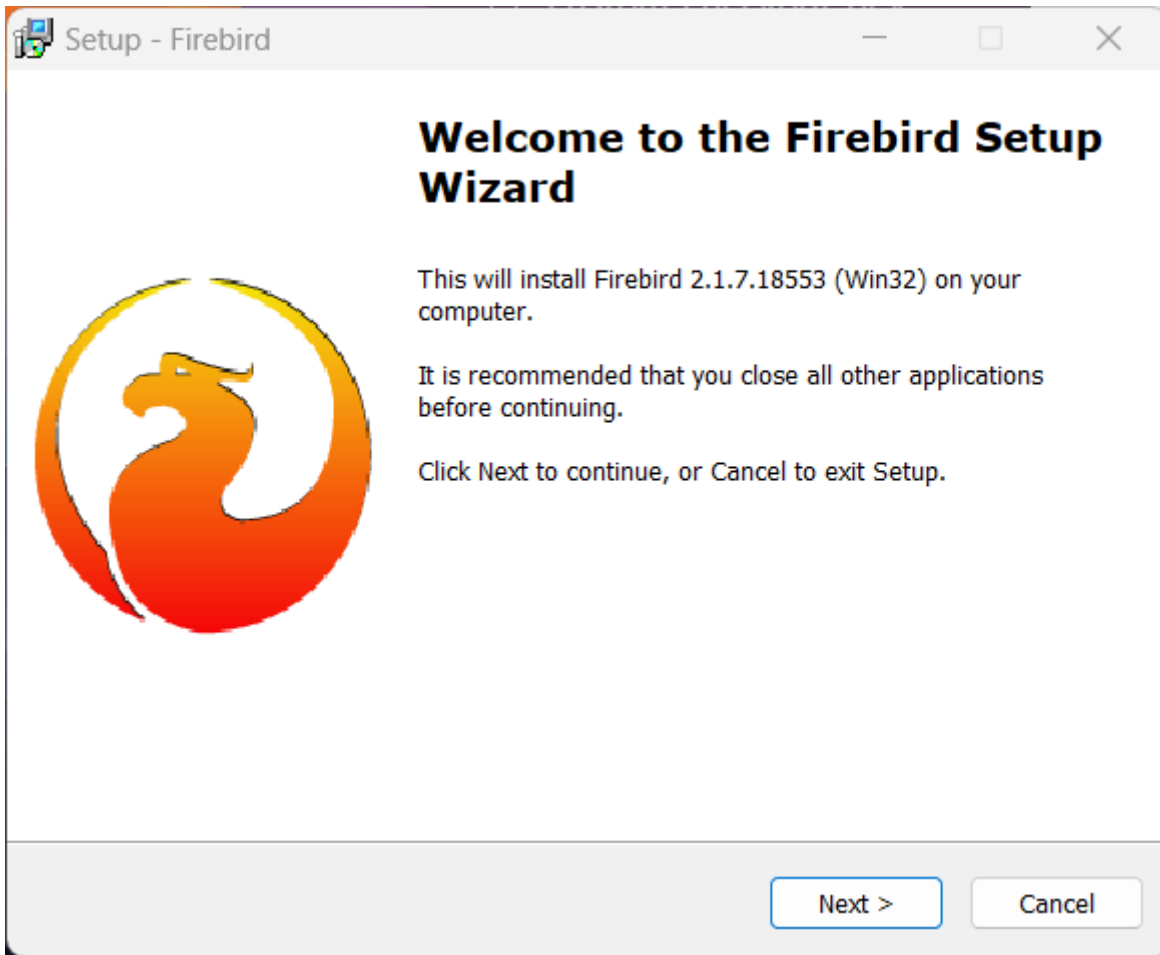 Setup - Firebird
Welcome to the Firebird Setup
Wizard
This will install Firebird 2.1.7.18553 (Win32) on your
computer.
It is recommended that you close all other applications
before continuing.
Click Next to continue, or Cancel to exit Setup.
Next >
Cancel